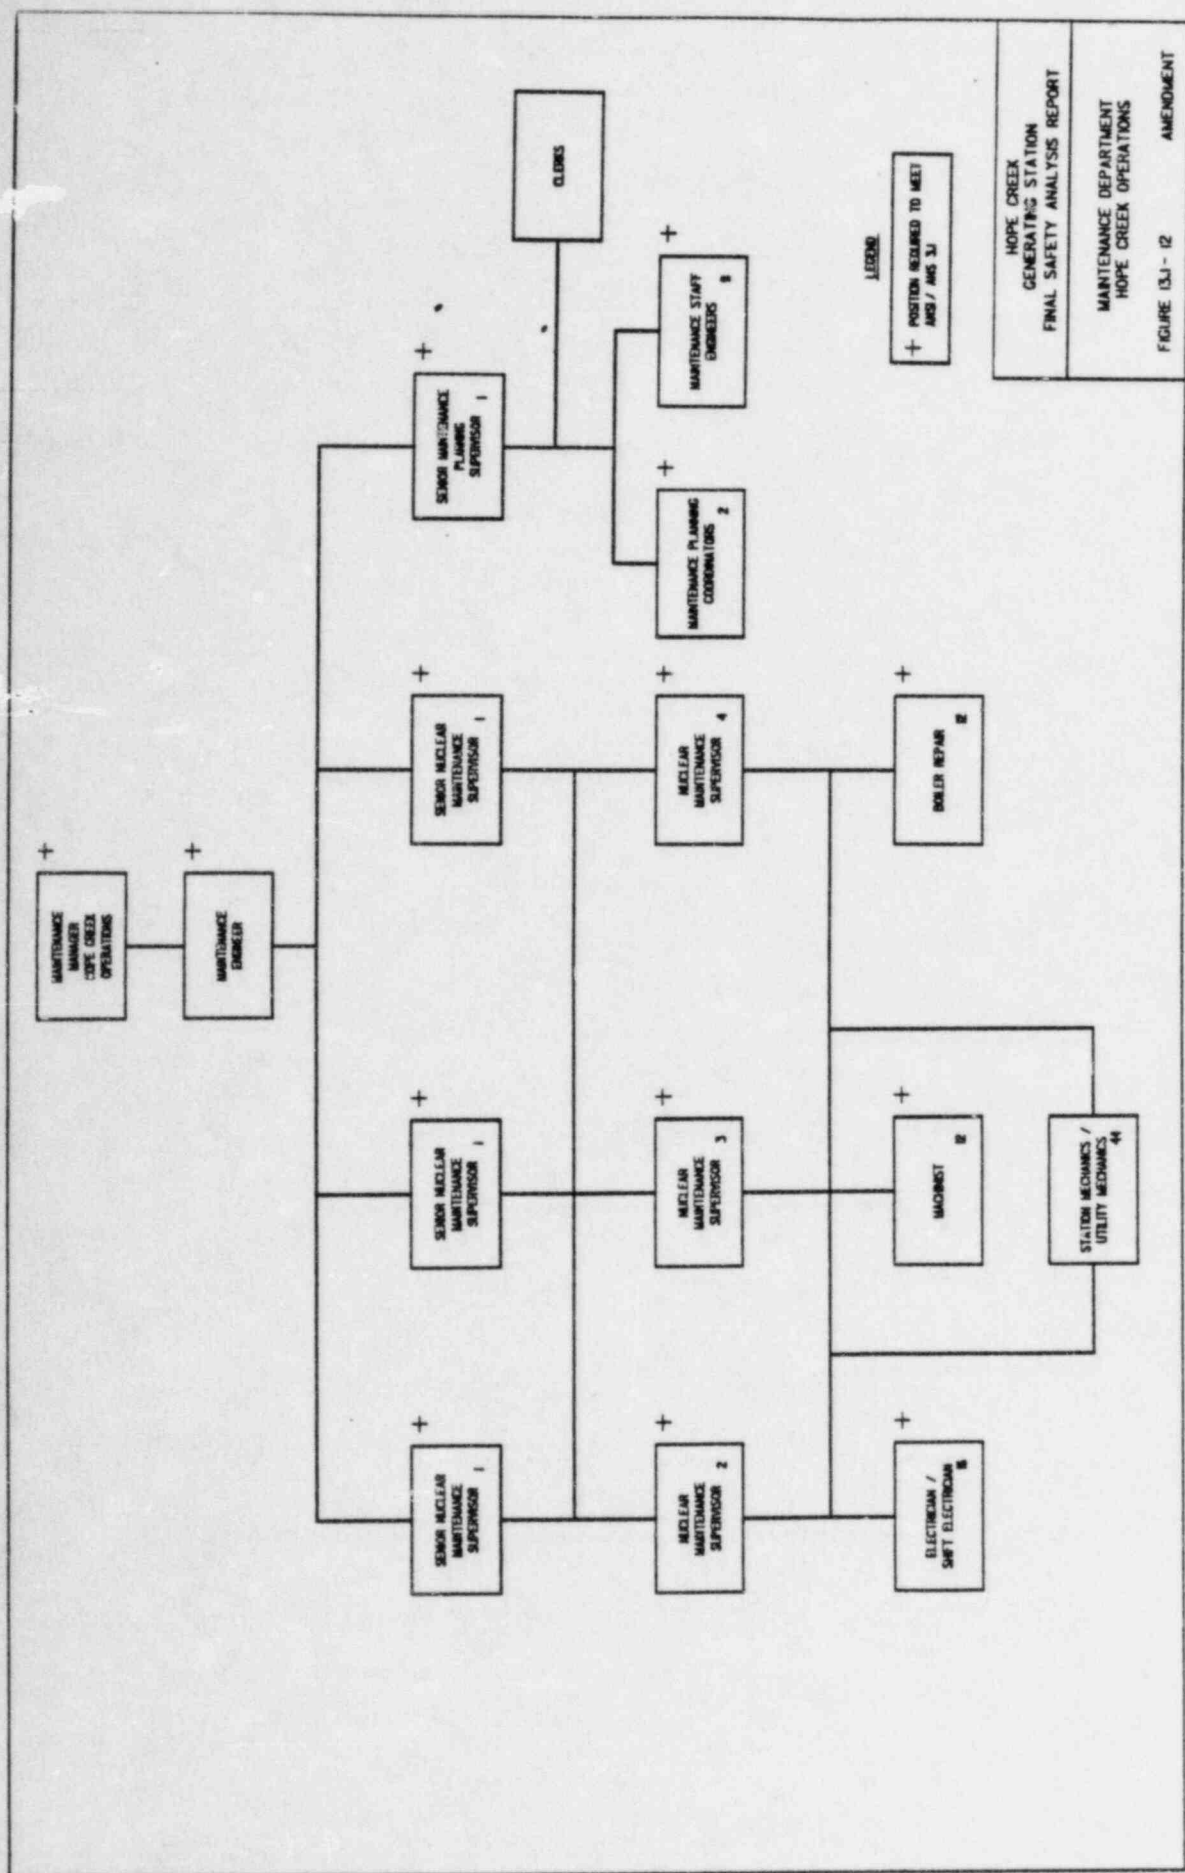 MAINTENANCE
MANAGER
HOPE CREEK
OPERATIONS
+
MAINTENANCE
ENGINEER
+
SENIOR NUCLEAR
MAINTENANCE
SUPERVISOR 1
+
SENIOR NUCLEAR
MAINTENANCE
SUPERVISOR 1
+
SENIOR NUCLEAR
MAINTENANCE
SUPERVISOR 1
+
SENIOR MAINTENANCE
PLANNING
SUPERVISOR 1
+
CLERKS
NUCLEAR
MAINTENANCE
SUPERVISOR 2
+
NUCLEAR
MAINTENANCE
SUPERVISOR 3
+
NUCLEAR
MAINTENANCE
SUPERVISOR 4
+
MAINTENANCE PLANNING
COORDINATORS
2
+
MAINTENANCE STAFF
ENGINEERS
+
ELECTRICIAN /
SHIFT ELECTRICIAN
+
MACHINIST
12
+
BOILER REPAIR
12
+
STATION MECHANICS /
UTILITY MECHANICS
44
LEGEND
+ POSITION REQUIRED TO MEET
ANSI / ANS 3.1
HOPE CREEK
GENERATING STATION
FINAL SAFETY ANALYSIS REPORT
MAINTENANCE DEPARTMENT
HOPE CREEK OPERATIONS
FIGURE 13.1-12 AMENDMENT